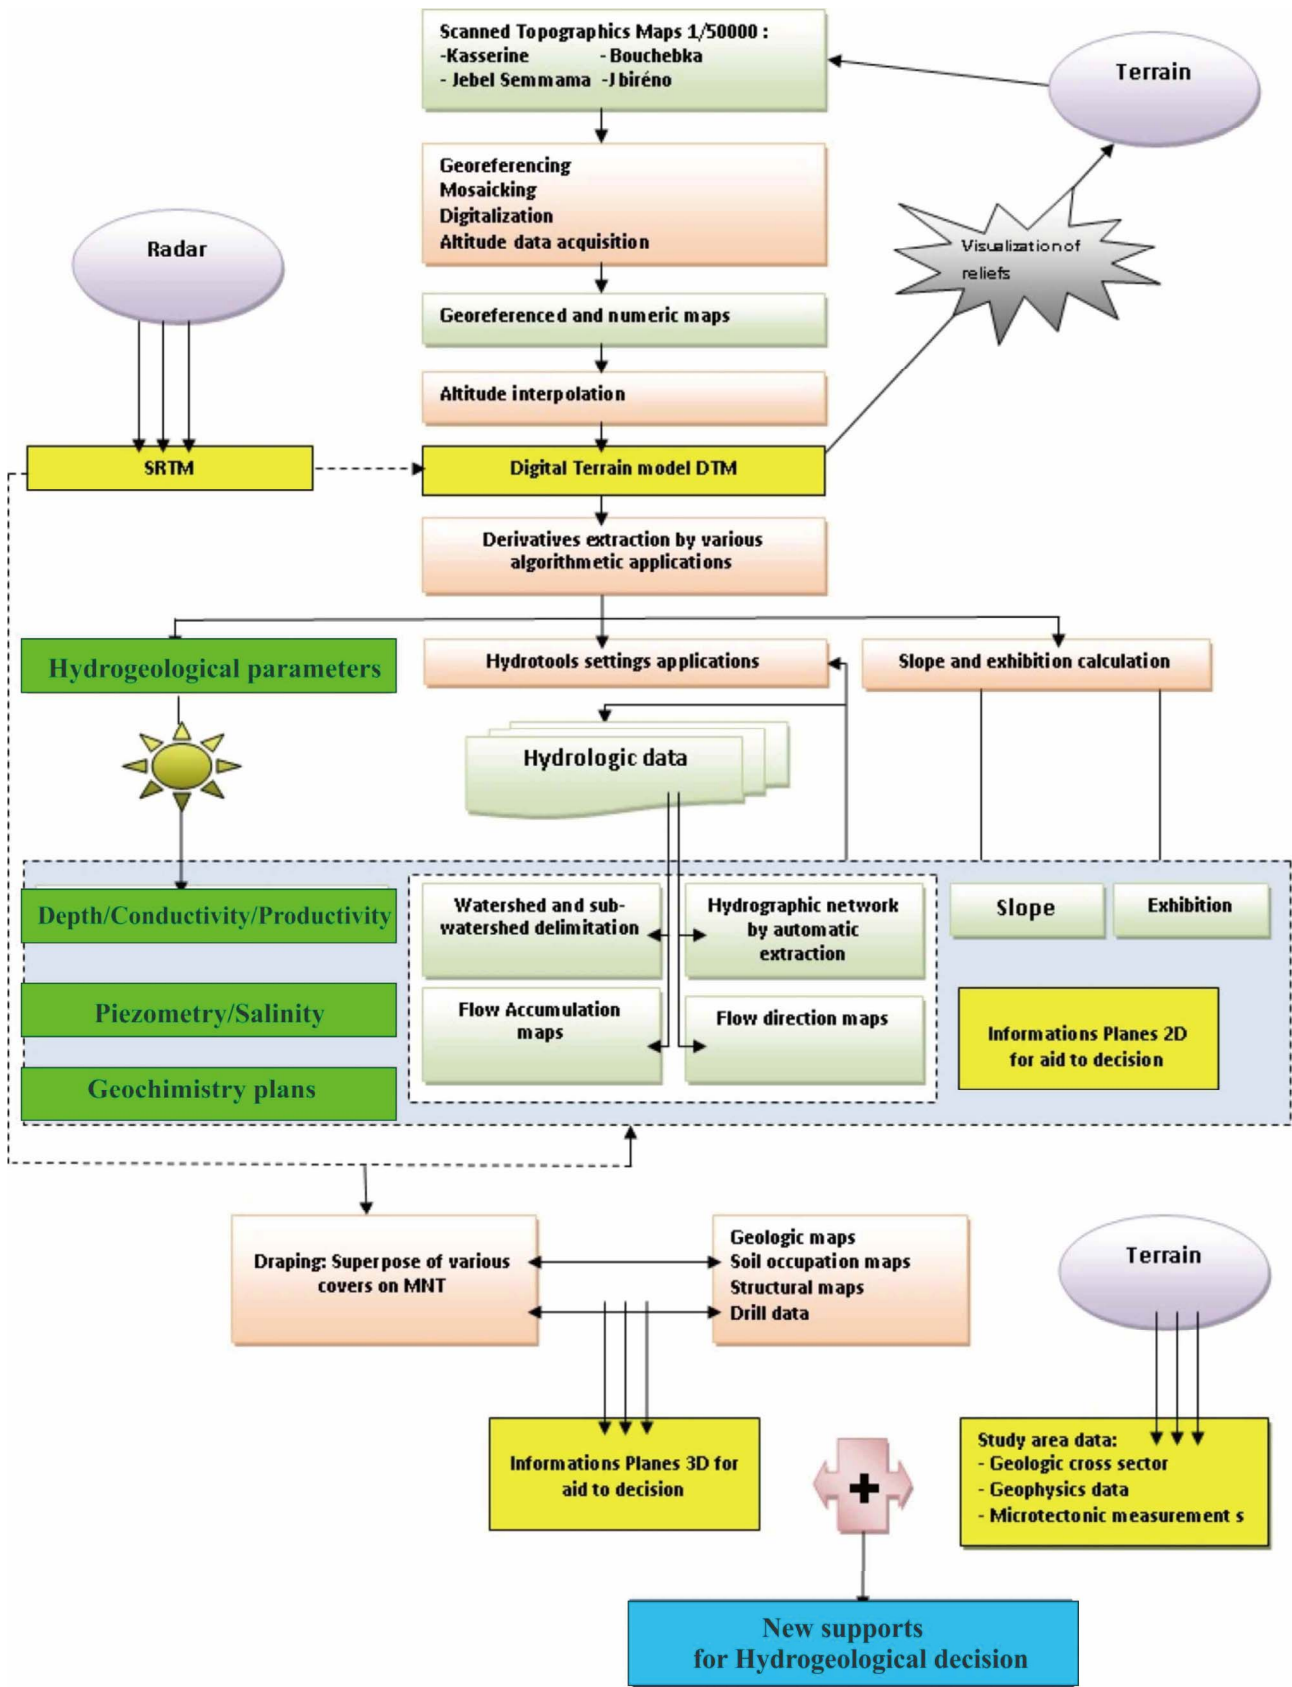 Scanned Topographics Maps 1/50000 :
-Kasserine - Bouchebka
- Jebel Semmama -Jbiréno
Terrain
Georeferencing
Mosaicking
Digitalization
Altitude data acquisition
Visualization of
reliefs
Radar
Georeferenced and numeric maps
Altitude interpolation
SRTM
Digital Terrain model DTM
Derivatives extraction by various
algorithmetic applications
Hydrogeological parameters
Hydrotools settings applications
Slope and exhibition calculation
Hydrologic data
Depth/Conductivity/Productivity
Watershed and sub-
watershed delimitation
Hydrographic network
by automatic
extraction
Slope
Exhibition
Piezometry/Salinity
Flow Accumulation
maps
Flow direction maps
Informations Planes 2D
for aid to decision
Geochimistry plans
Draping: Superpose of various
covers on MNT
Geologic maps
Soil occupation maps
Structural maps
Drill data
Terrain
Informations Planes 3D for
aid to decision
Study area data:
- Geologic cross sector
- Geophysics data
- Microtectonic measurement s
New supports
for Hydrogeological decision